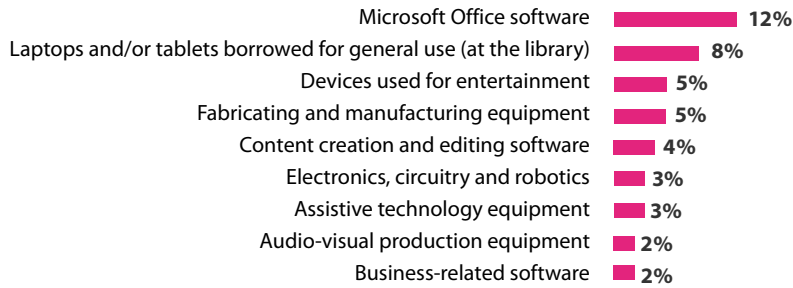 Microsoft Office software 12%
Laptops and/or tablets borrowed for general use (at the library) 8%
Devices used for entertainment 5%
Fabricating and manufacturing equipment 5%
Content creation and editing software 4%
Electronics, circuitry and robotics 3%
Assistive technology equipment 3%
Audio-visual production equipment 2%
Business-related software 2%